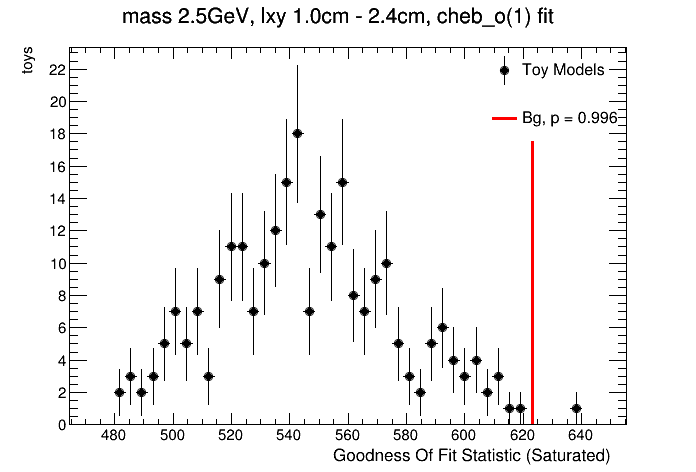 mass 2.5GeV, lxy 1.0cm - 2.4cm, cheb_o(1) fit
toys
Toy Models
Bg, p = 0.996
22
20
18
16
14
12
10
8
6
4
2
0
480 500 520 540 560 580 600 620 640
Goodness Of Fit Statistic (Saturated)